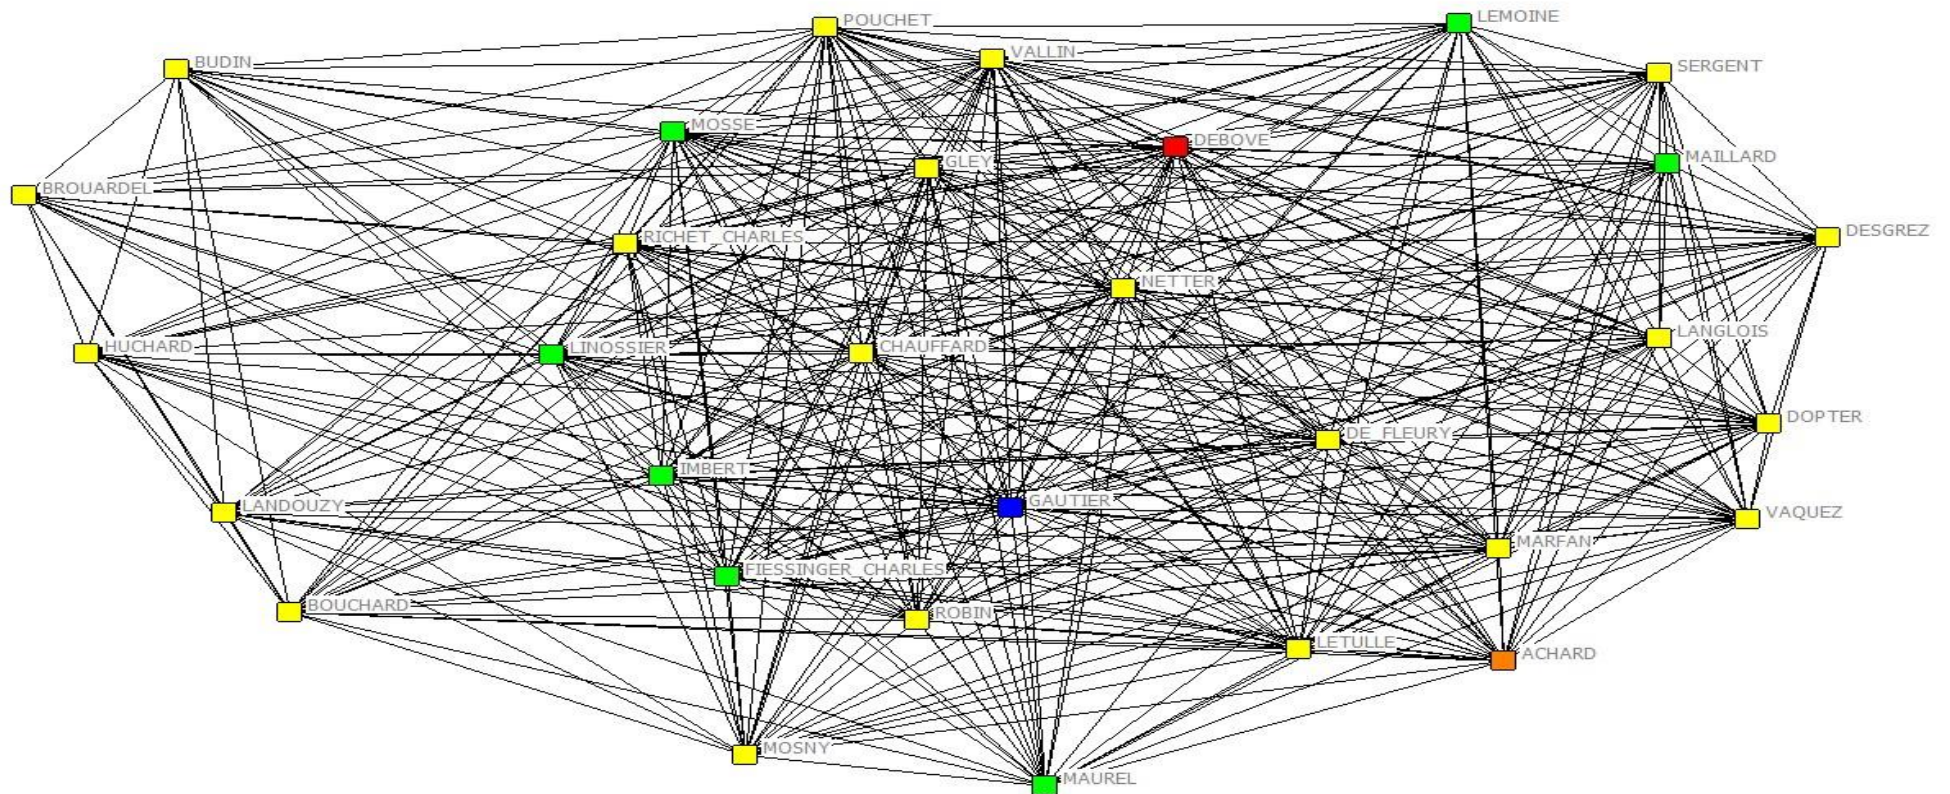 LEMOINE
POUCHET
VALLIN
BUDIN
SERGENT
MOSSE
DEBOVE
MAILLARD
GLEY
BROUARDEL
DESGREZ
RICHET_CHARLES
NETTER
LANGLOIS
HUCHARD
LINOSSIER
CHAUFFARD
DOPTER
DE_FLEURY
IMBERT
GAUTIER
LANDOUZY
VAQUEZ
MARFAN
FIESSINGER_CHARLES
BOUCHARD
ROBIN
LETULLE
ACHARD
MOSNY
MAUREL